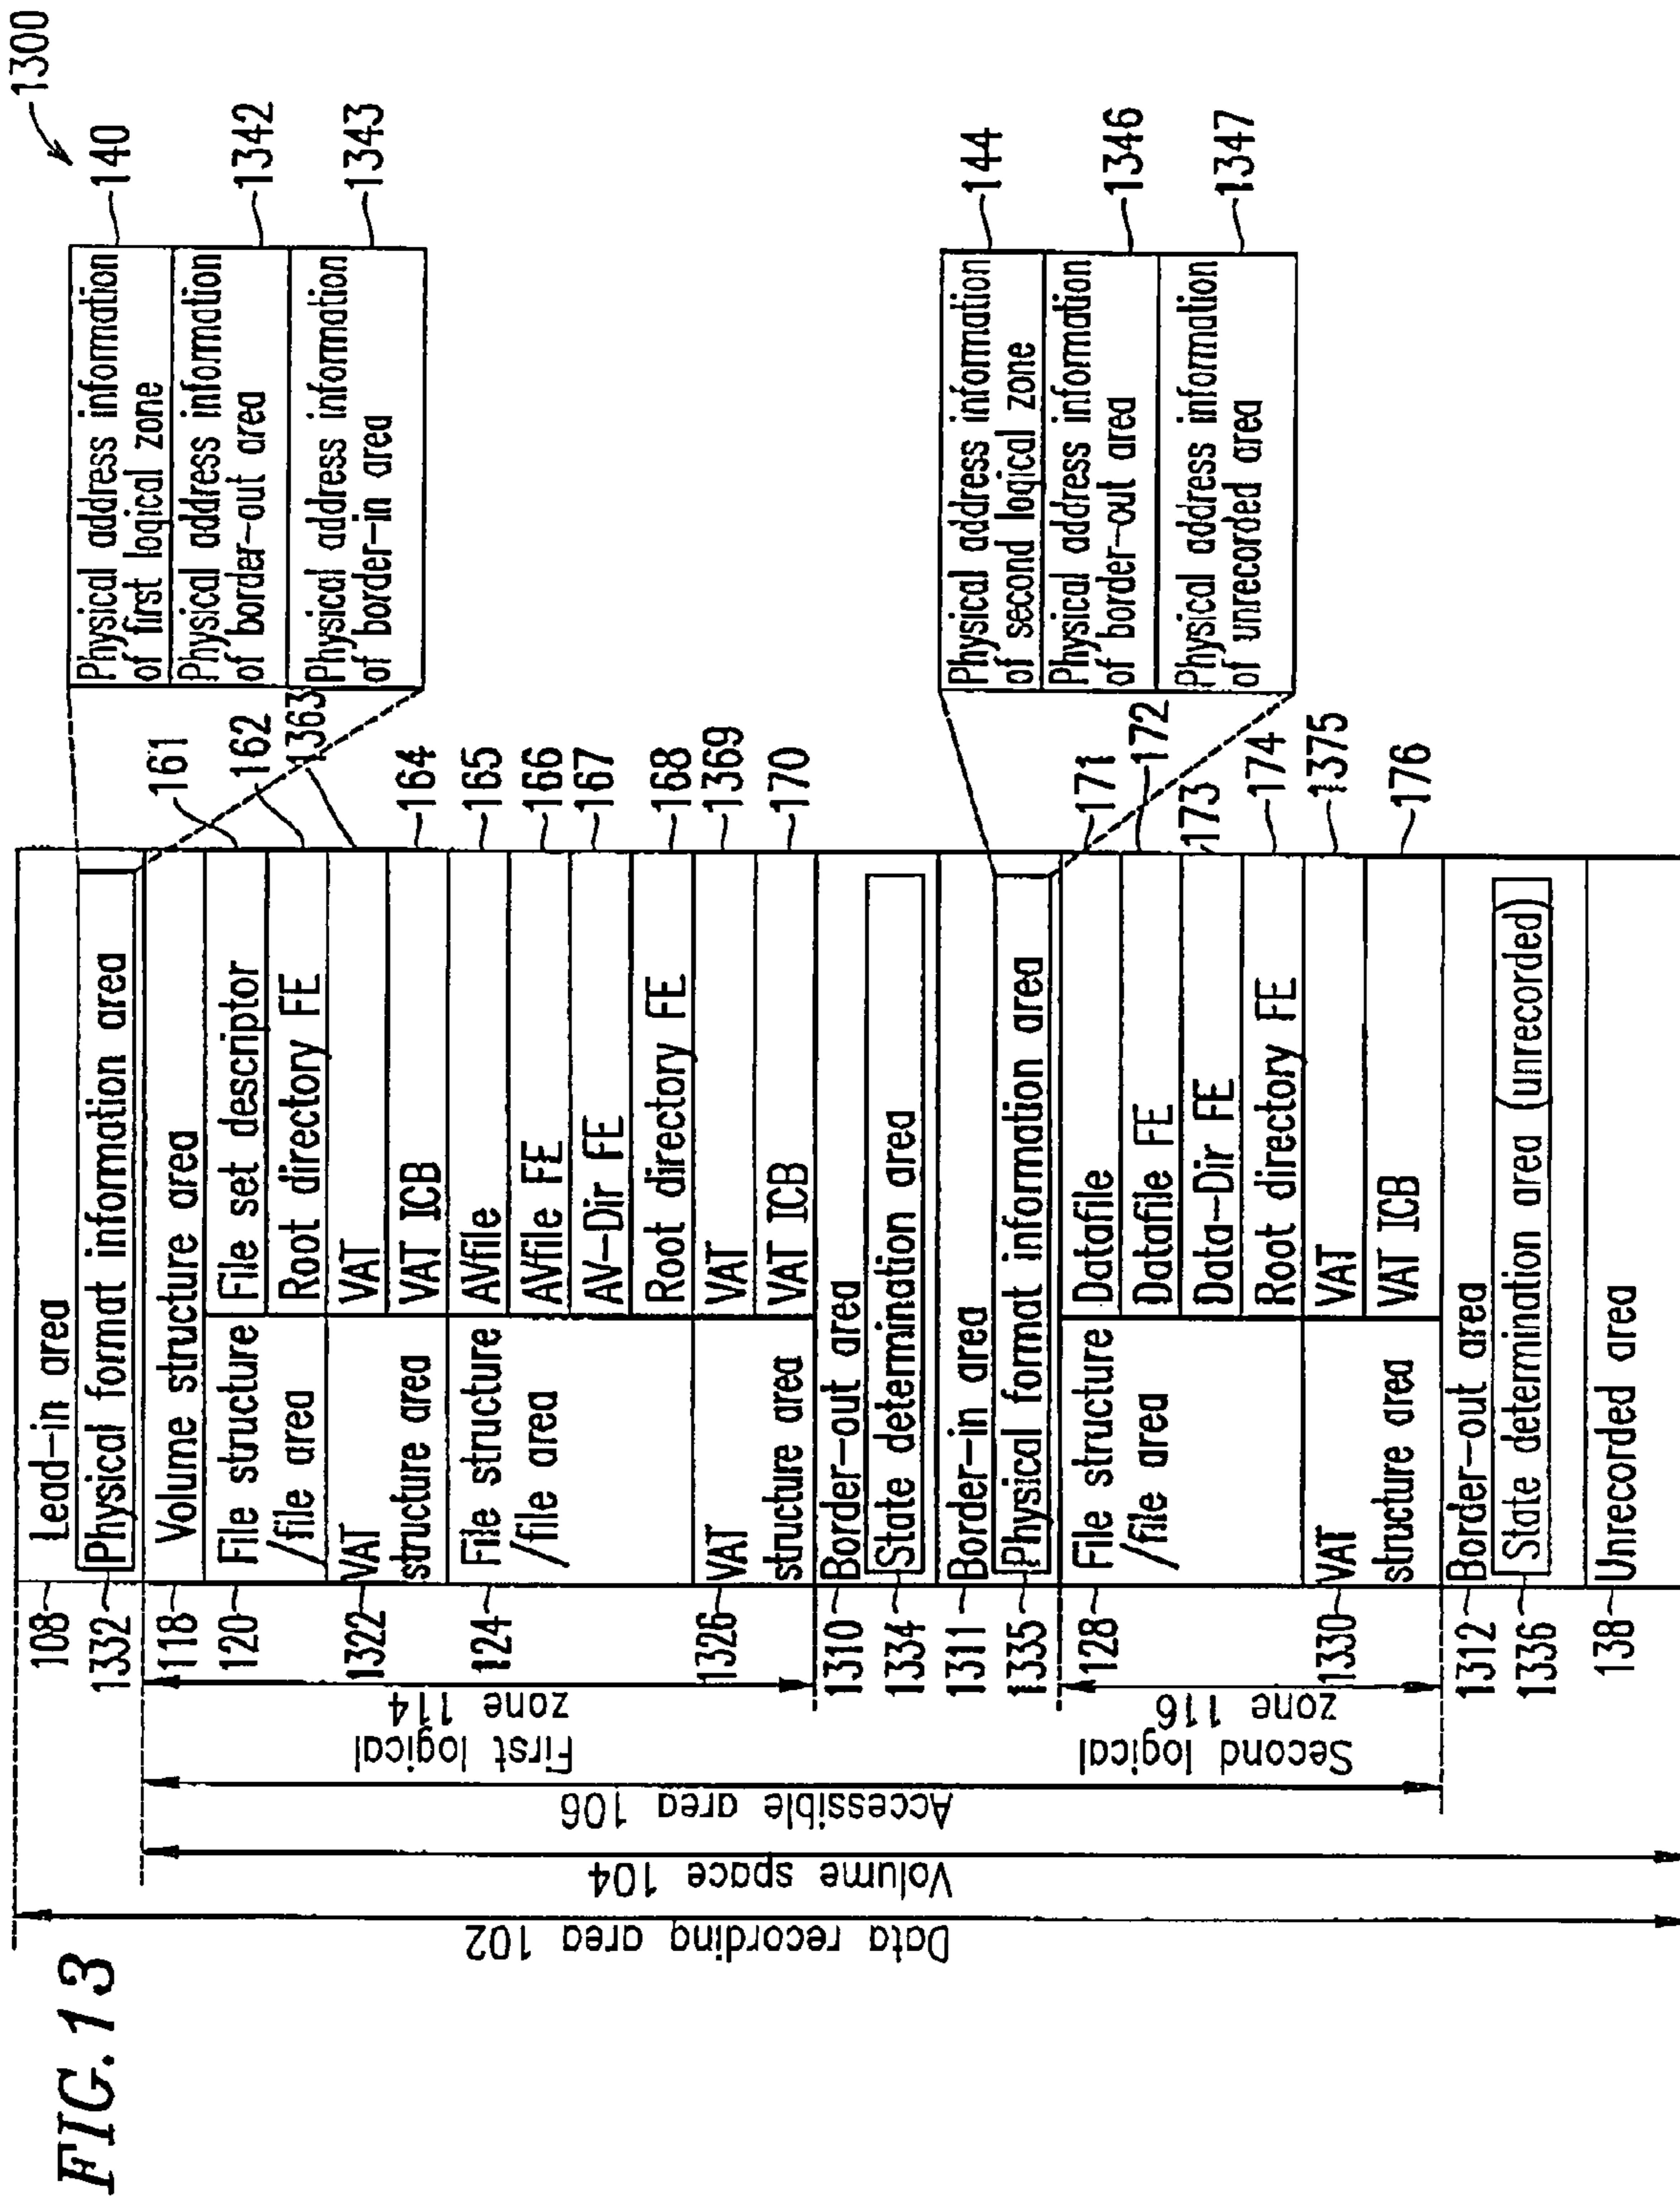 FIG. 13
1300
Data recording area 102
Volume space 104
Accessible area 106
First logical
zone 114
Second logical
zone 116
108
Lead-in area
1332
Physical format information area
118
Volume structure area
120
File structure
/file area
File set descriptor
161
Root directory FE
162
1322
VAT
structure area
VAT
1363
VAT ICB
164
124
File structure
/file area
AVfile
165
AVfile FE
166
AV-Dir FE
167
Root directory FE
168
1326
VAT
structure area
VAT
1369
VAT ICB
170
1310
Border-out area
1334
State determination area
1311
Border-in area
1335
Physical format information area
128
File structure
/file area
Datafile
171
Datafile FE
172
Data-Dir FE
173
Root directory FE
174
1330
VAT
structure area
VAT
1375
VAT ICB
176
1312
Border-out area
1336
State determination area (unrecorded)
138
Unrecorded area
Physical address information
of first logical zone
140
Physical address information
of border-out area
1342
Physical address information
of border-in area
1343
Physical address information
of second logical zone
144
Physical address information
of border-out area
1346
Physical address information
of unrecorded area
1347